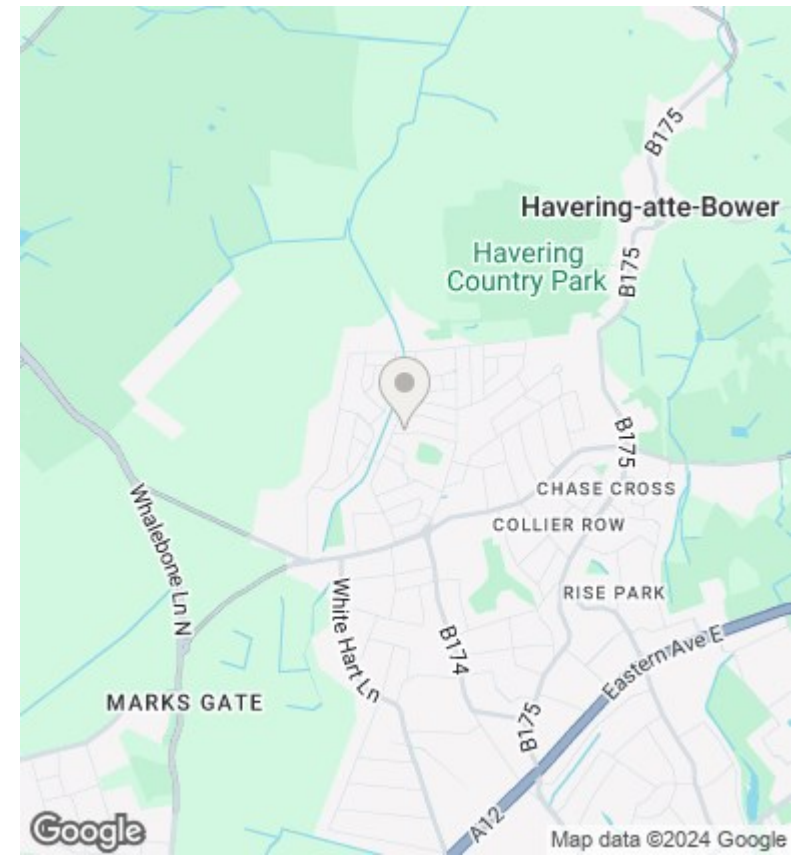 B175
Havering-atte-Bower
Havering
Country Park
B175
B175
CHASE CROSS
COLLIER ROW
Whalebone Ln N
White Hart Ln
RISE PARK
B174
Eastern Ave E
MARKS GATE
B175
A12
Google
Map data ©2024 Google